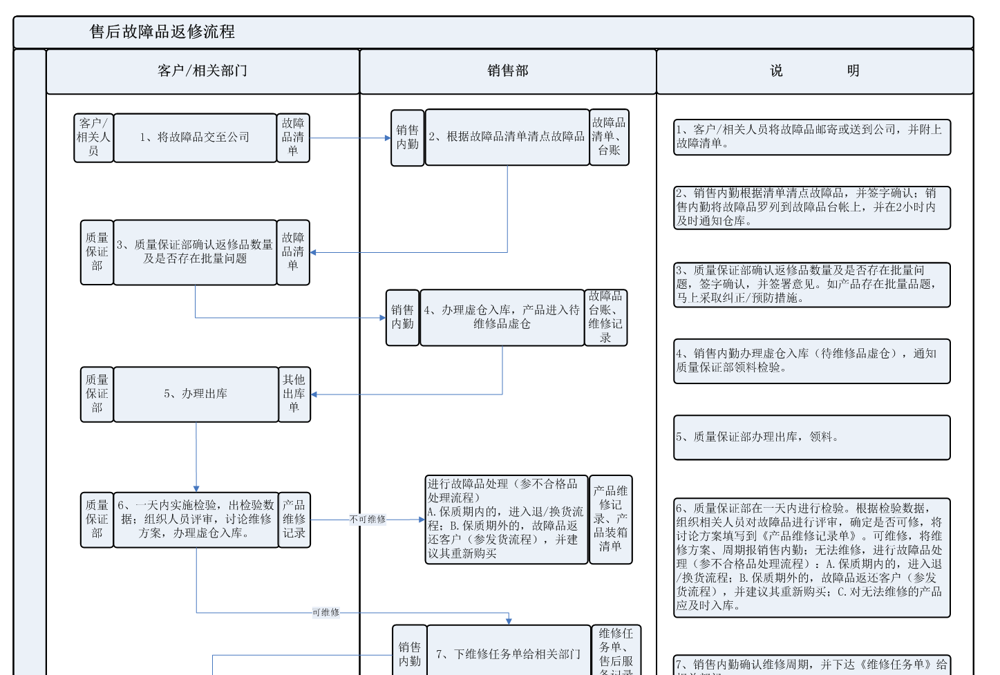 售后故障品返修流程
客户/相关部门
销售部
说 明
客户/
相关人
员
1、将故障品交至公司
故障
品清
单
销售
内勤
2、根据故障品清单清点故障品
故障品
清单、
台账
1、客户/相关人员将故障品邮寄或送到公司，并附上
故障清单。
2、销售内勤根据清单清点故障品，并签字确认；销
售内勤将故障品罗列到故障品台帐上，并在2小时内
及时通知仓库。
质量
保证
部
3、质量保证部确认返修品数量
及是否存在批量问题
故障
品清
单
3、质量保证部确认返修品数量及是否存在批量问
题，签字确认，并签署意见。如产品存在批量品题，
马上采取纠正/预防措施。
销售
内勤
4、办理虚仓入库，产品进入待
维修品虚仓
故障品
台账、
维修记
录
4、销售内勤办理虚仓入库（待维修品虚仓），通知
质量保证部领料检验。
质量
保证
部
5、办理出库
其他
出库
单
5、质量保证部办理出库，领料。
质量
保证
部
6、一天内实施检验，出检验数
据；组织人员评审，讨论维修
方案，办理虚仓入库。
产品
维修
记录
不可维修
进行故障品处理（参不合格品
处理流程）
A.保质期内的，进入退/换货流
程；B.保质期外的，故障品返
还客户（参发货流程），并建
议其重新购买
产品维
修记
录、产
品装箱
清单
6、质量保证部在一天内进行检验。根据检验数据，
组织相关人员对故障品进行评审，确定是否可修，将
讨论方案填写到《产品维修记录单》。可维修，将维
修方案、周期报销售内勤；无法维修，进行故障品处
理（参不合格品处理流程）：A.保质期内的，进入退
/换货流程；B.保质期外的，故障品返还客户（参发
货流程），并建议其重新购买；C.对无法维修的产品
应及时入库。
可维修
销售
内勤
7、下维修任务单给相关部门
维修任
务单、
售后服
务记录
7、销售内勤确认维修周期，并下达《维修任务单》给